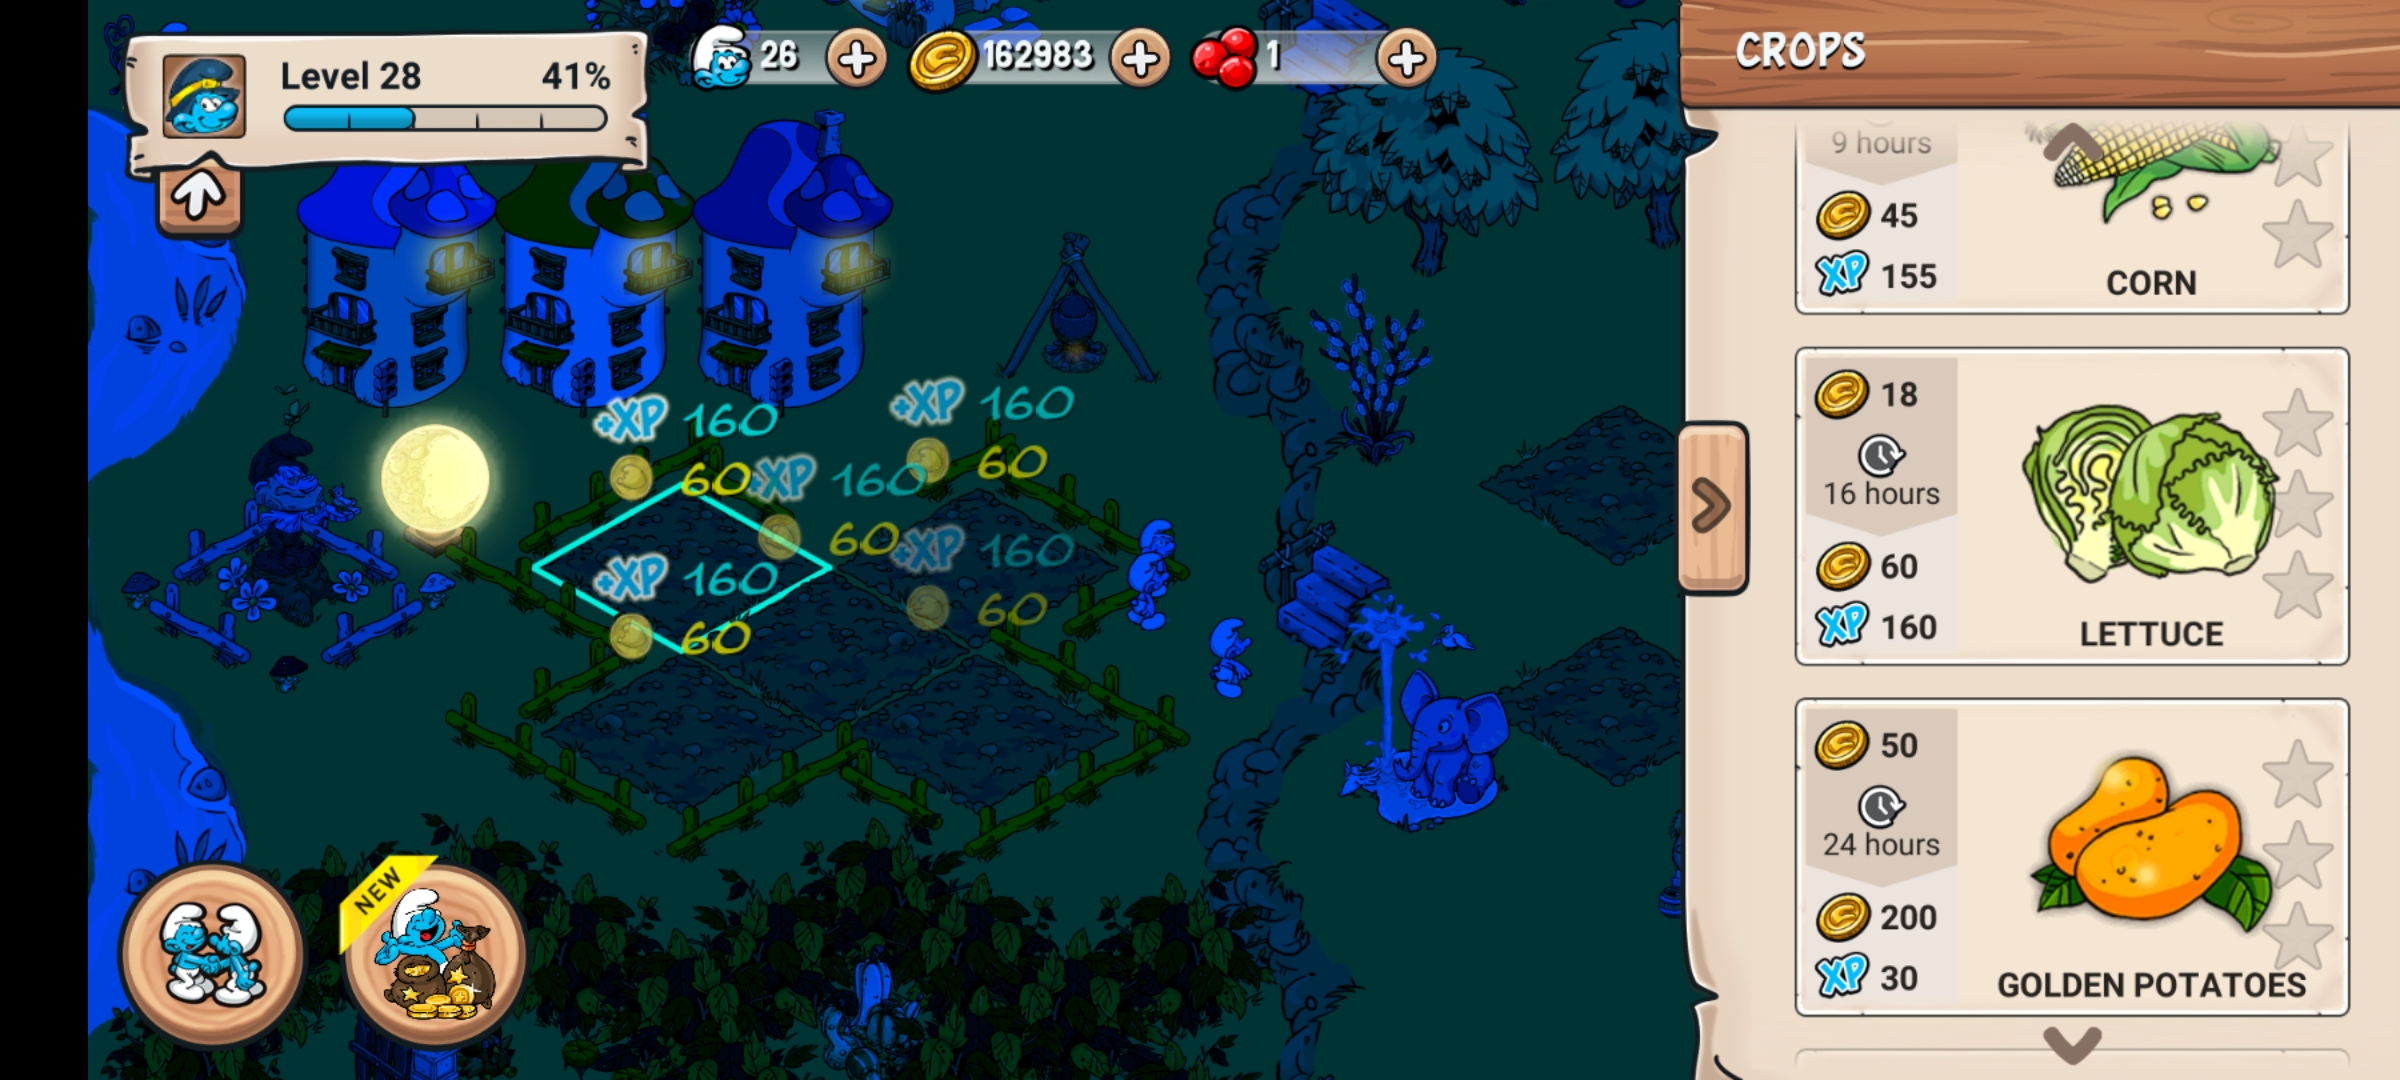 Level 28 41%
26
162983
1
CROPS
9 hours
45
XP 155
CORN
18
16 hours
60
XP 160
LETTUCE
50
24 hours
200
XP 30
GOLDEN POTATOES
+XP 160
60
+XP 160
60
+XP 160
60
+XP 160
60
+XP 160
60
NEW